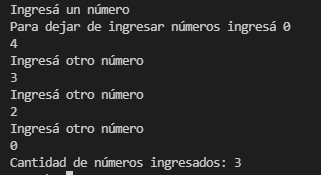 Ingresá un número
Para dejar de ingresar números ingresá 0
4
Ingresá otro número
3
Ingresá otro número
2
Ingresá otro número
0
Cantidad de números ingresados: 3